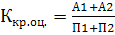 Ккр.оц. = А1+А2 / П1+П2